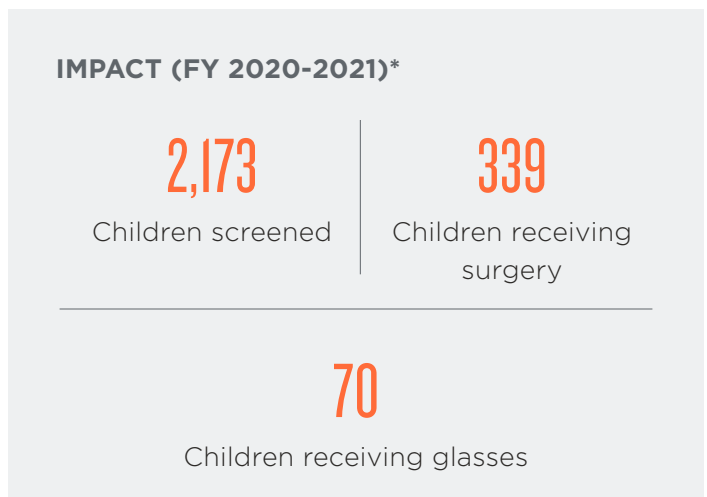 IMPACT (FY 2020-2021)*
2,173
Children screened
339
Children receiving
surgery
70
Children receiving glasses